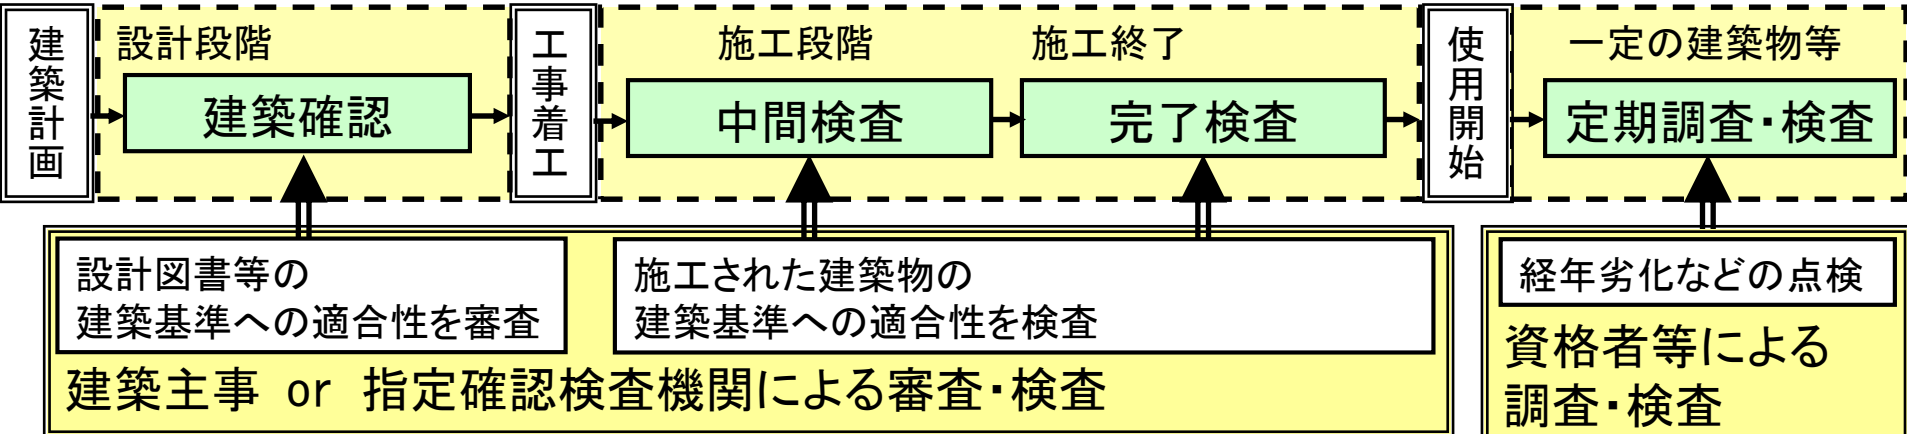 建築計画
設計段階
建築確認
工事着工
施工段階
施工終了
中間検査
完了検査
使用開始
一定の建築物等
定期調査・検査
設計図書等の
建築基準への適合性を審査
施工された建築物の
建築基準への適合性を検査
建築主事 or 指定確認検査機関による審査・検査
経年劣化などの点検
資格者等による
調査・検査